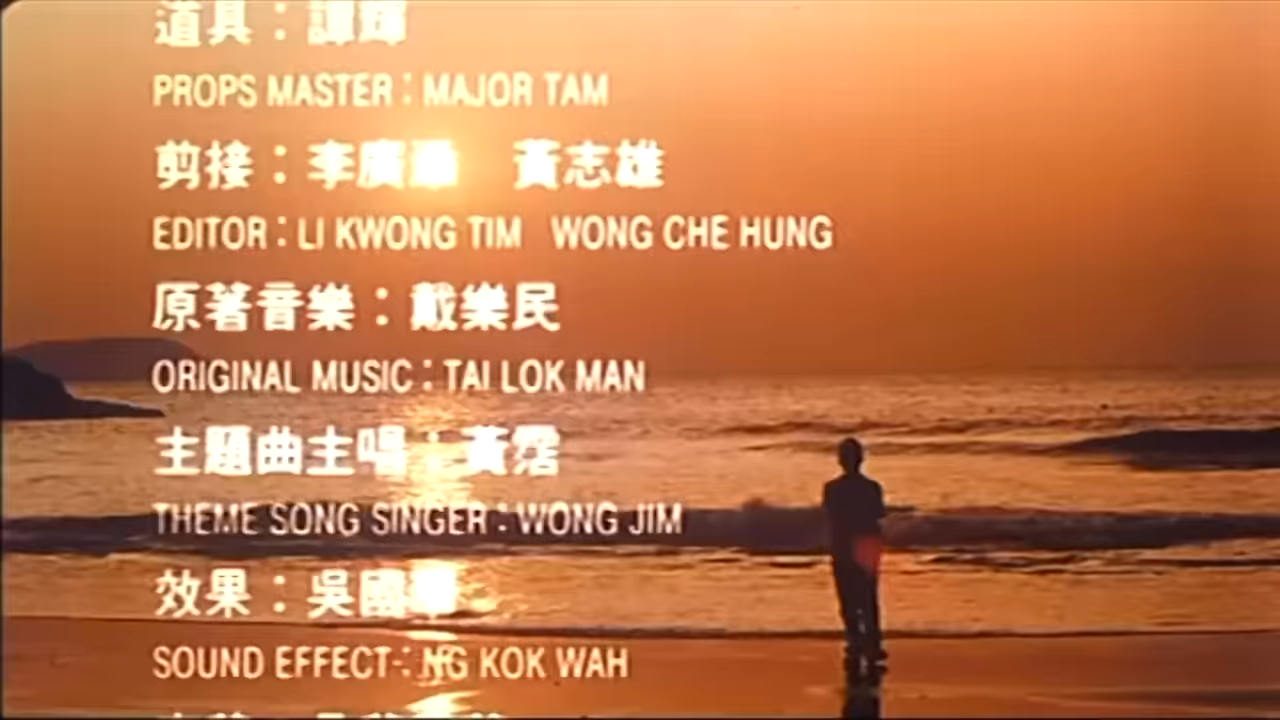 道具：譚輝
PROPS MASTER : MAJOR TAM
剪接：李廣 黃志雄
EDITOR : LI KWONG TIM WONG CHE HUNG
原著音樂：戴樂民
ORIGINAL MUSIC : TAI LOK MAN
主題曲主唱：黃霑
THEME SONG SINGER : WONG JIM
效果：吳國華
SOUND EFFECT : NG KOK WAH